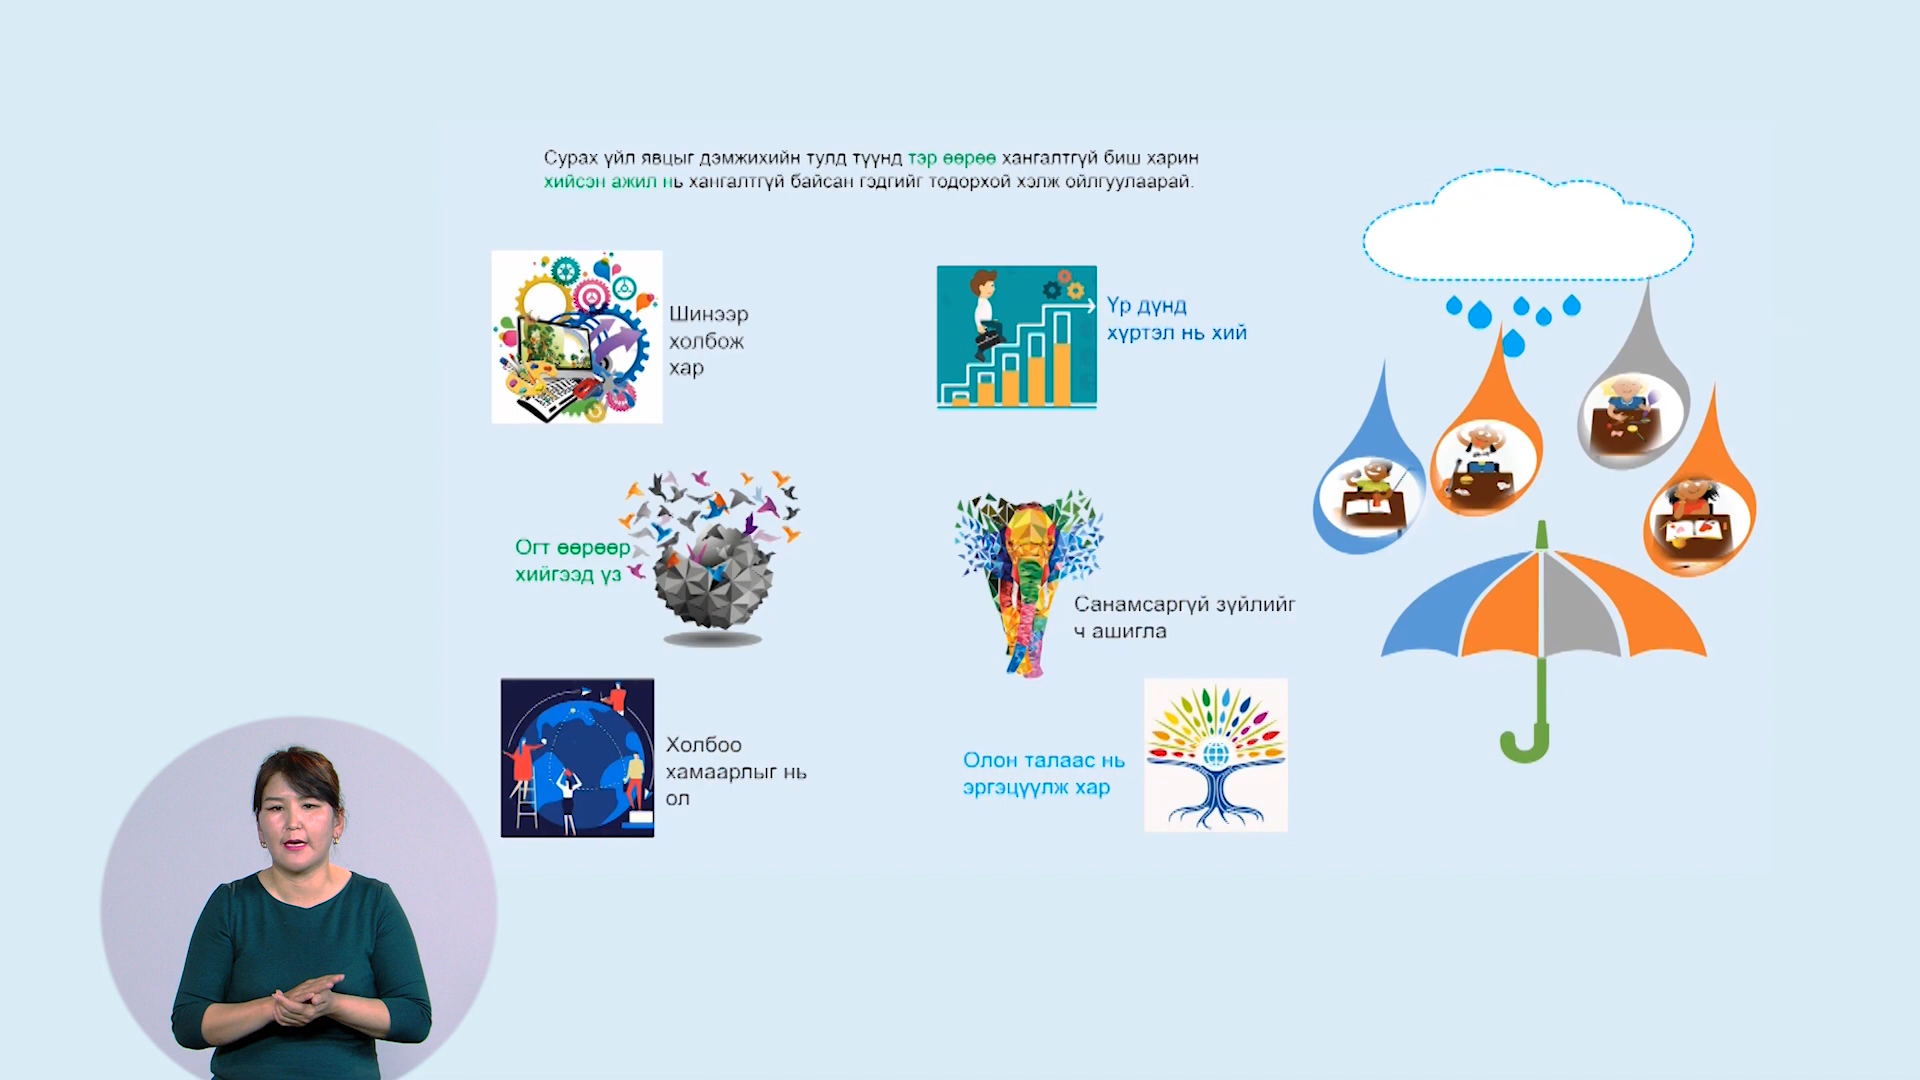 Сурах үйл явцыг дэмжихийн тулд түүнд тэр өөрөө хангалтгүй биш харин
хийсэн ажил нь хангалтгүй байсан гэдгийг тодорхой хэлж ойлгуулаарай.
Шинээр
холбож
хар
Үр дүнд
хүртэл нь хий
Огт өөрөөр
хийгээд үз
Санамсаргүй зүйлийг
ч ашигла
Холбоо
хамаарлыг нь
ол
Олон талаас нь
эргэцүүлж хар